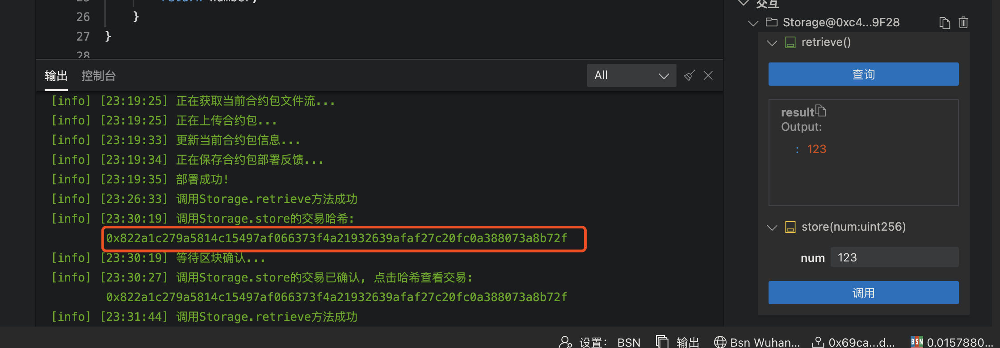 25 return number;
26 }
27 }
28
输出 控制台 All
[info] [23:19:25] 正在获取当前合约包文件流...
[info] [23:19:25] 正在上传合约包...
[info] [23:19:33] 更新当前合约包信息...
[info] [23:19:34] 正在保存合约包部署反馈...
[info] [23:19:35] 部署成功!
[info] [23:26:33] 调用Storage.retrieve方法成功
[info] [23:30:19] 调用Storage.store的交易哈希:
0x822a1c279a5814c15497af066373f4a21932639afaf27c20fc0a388073a8b72f
[info] [23:30:19] 等待区块确认...
[info] [23:30:27] 调用Storage.store的交易已确认, 点击哈希查看交易:
0x822a1c279a5814c15497af066373f4a21932639afaf27c20fc0a388073a8b72f
[info] [23:31:44] 调用Storage.retrieve方法成功
交互
Storage@0xc4...9F28
retrieve()
查询
result
Output:
: 123
store(num:uint256)
num 123
调用
设置: BSN 输出 Bsn Wuhan... 0x69ca...d... BSN 0.0157880...